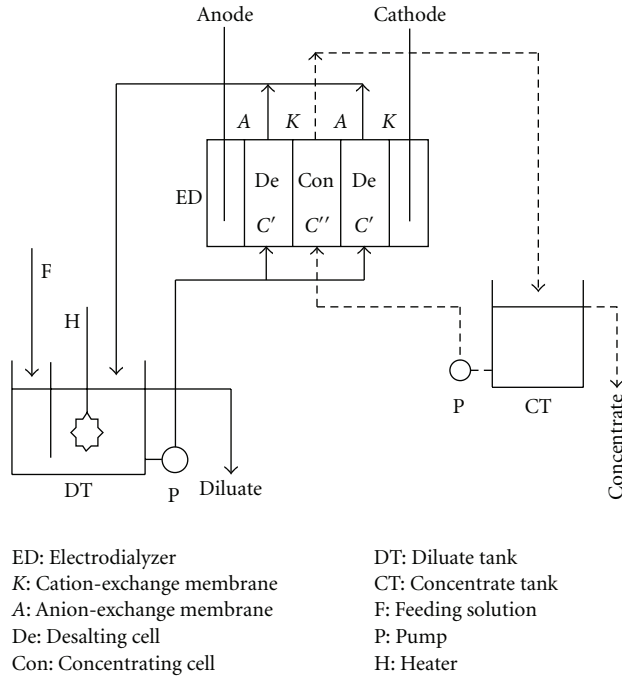 Anode
Cathode
A
K
A
K
ED
De
Con
De
C′
C′′
C′
F
H
P
CT
Concentrate
DT
P
Diluate
ED: Electrodialyzer
K: Cation-exchange membrane
A: Anion-exchange membrane
De: Desalting cell
Con: Concentrating cell
DT: Diluate tank
CT: Concentrate tank
F: Feeding solution
P: Pump
H: Heater